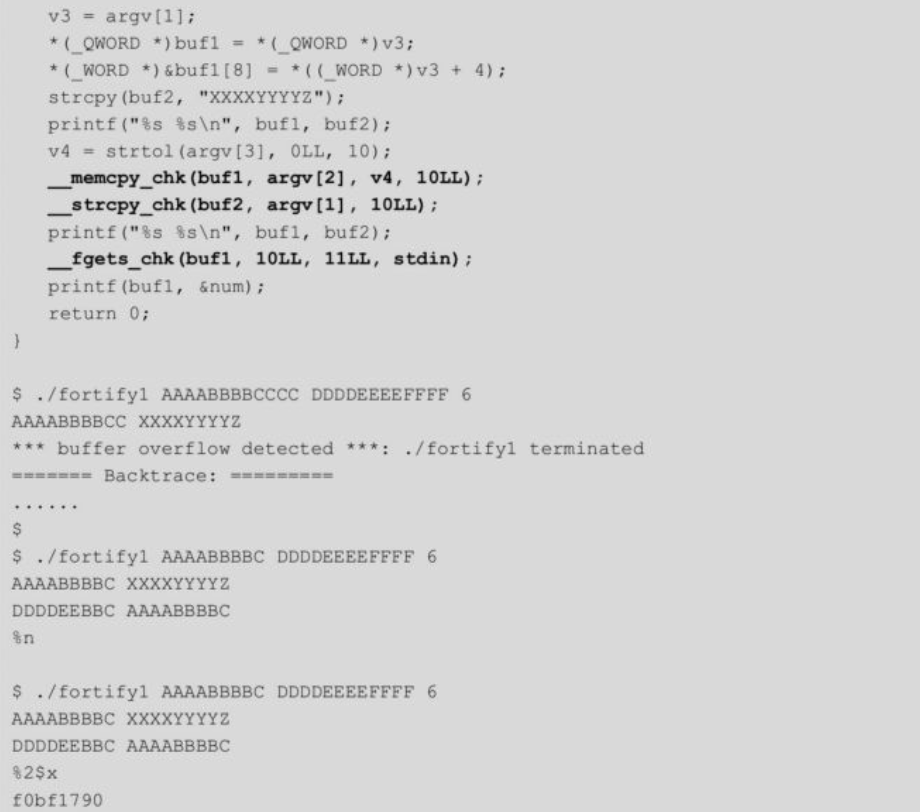 v3 = argv[1];
*(_QWORD *)buf1 = *(_QWORD *)v3;
*(_WORD *)&buf1[8] = *((_WORD *)v3 + 4);
strcpy(buf2, "XXXXYYYYZ");
printf("%s %s\n", buf1, buf2);
v4 = strtol(argv[3], 0LL, 10);
__memcpy_chk(buf1, argv[2], v4, 10LL);
__strcpy_chk(buf2, argv[1], 10LL);
printf("%s %s\n", buf1, buf2);
__fgets_chk(buf1, 10LL, 11LL, stdin);
printf(buf1, &num);
return 0;
}
$ ./fortify1 AAAABBBBCCCC DDDDEEEEFFFF 6
AAAABBBBCC XXXXYYYYZ
*** buffer overflow detected ***: ./fortify1 terminated
======= Backtrace: =========
......
$
$ ./fortify1 AAAABBBBC DDDDEEEEFFFF 6
AAAABBBBC XXXXYYYYZ
DDDDEEBBC AAAABBBBC
%n
$ ./fortify1 AAAABBBBC DDDDEEEEFFFF 6
AAAABBBBC XXXXYYYYZ
DDDDEEBBC AAAABBBBC
%2$x
f0bf1790